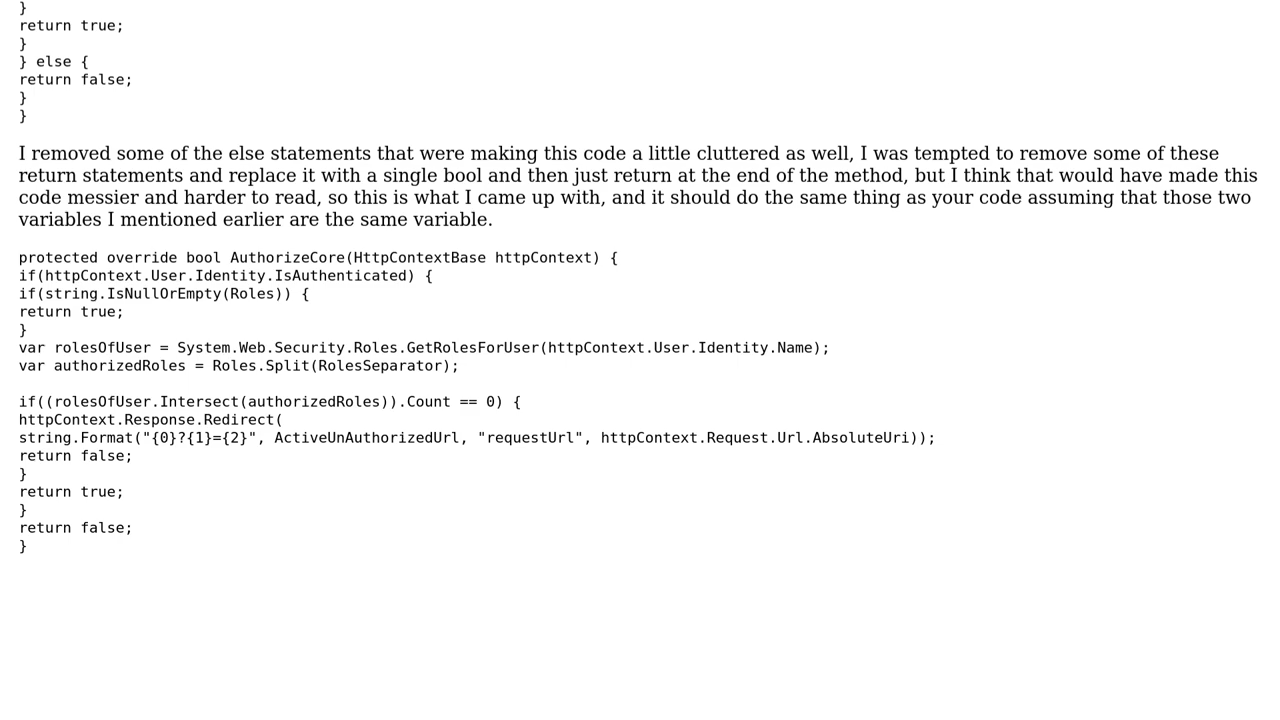 }
return true;
}
} else {
return false;
}
}
I removed some of the else statements that were making this code a little cluttered as well, I was tempted to remove some of these
return statements and replace it with a single bool and then just return at the end of the method, but I think that would have made this
code messier and harder to read, so this is what I came up with, and it should do the same thing as your code assuming that those two
variables I mentioned earlier are the same variable.
protected override bool AuthorizeCore(HttpContextBase httpContext) {
if(httpContext.User.Identity.IsAuthenticated) {
if(string.IsNullOrEmpty(Roles)) {
return true;
}
var rolesOfUser = System.Web.Security.Roles.GetRolesForUser(httpContext.User.Identity.Name);
var authorizedRoles = Roles.Split(RolesSeparator);
if((rolesOfUser.Intersect(authorizedRoles)).Count == 0) {
httpContext.Response.Redirect(
string.Format("{0}?{1}={2}", ActiveUnAuthorizedUrl, "requestUrl", httpContext.Request.Url.AbsoluteUri));
return false;
}
return true;
}
return false;
}